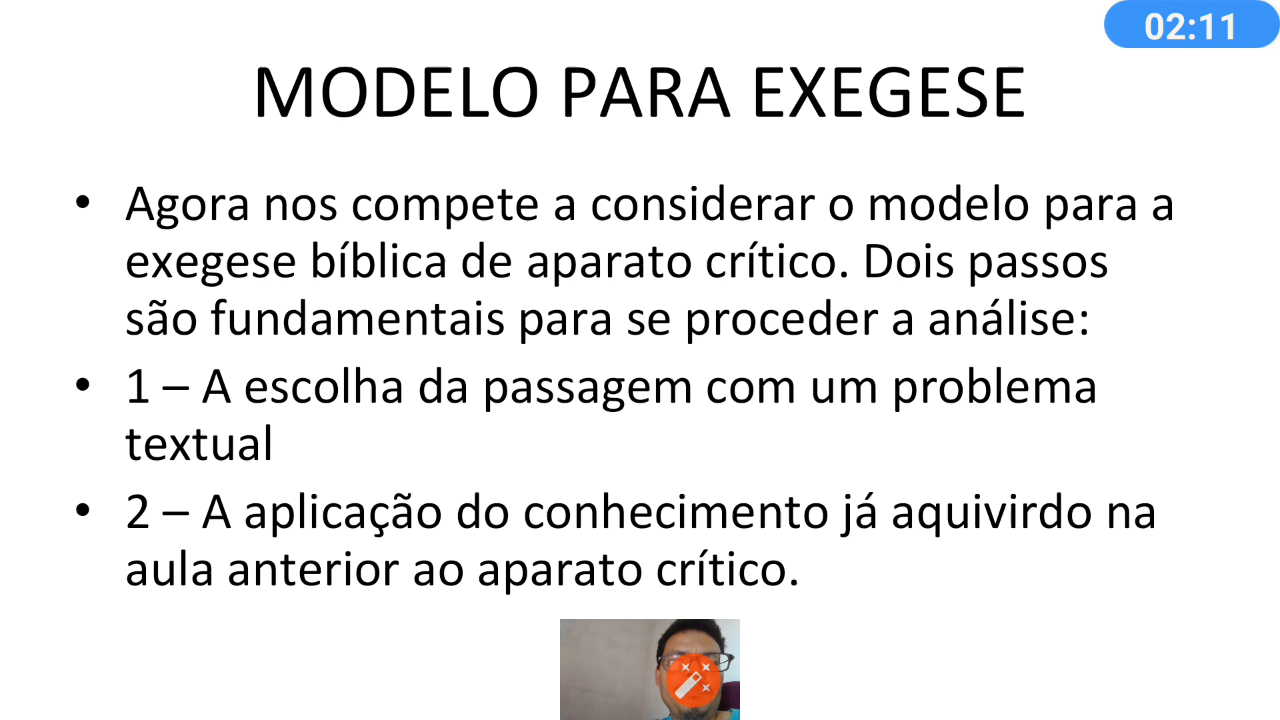 02:11
MODELO PARA EXEGESE
• Agora nos compete a considerar o modelo para a
exegese bíblica de aparato crítico. Dois passos
são fundamentais para se proceder a análise:
• 1 – A escolha da passagem com um problema
textual
• 2 – A aplicação do conhecimento já aquivirdo na
aula anterior ao aparato crítico.